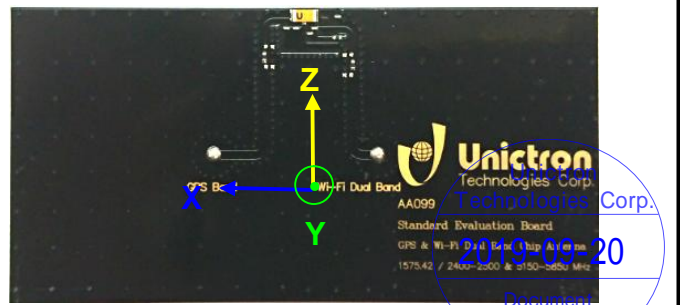 U
Z
GPS B
X
Wi-Fi Dual Band
Y
Unictron
Technologies Corp.
AA099
Standard Evaluation Board
GPS & Wi-Fi Dual Band Chip Antenna
1575.42 / 2400-2500 & 5150-5850 MHz
Unictron
Technologies Corp.
2019-09-20
Document